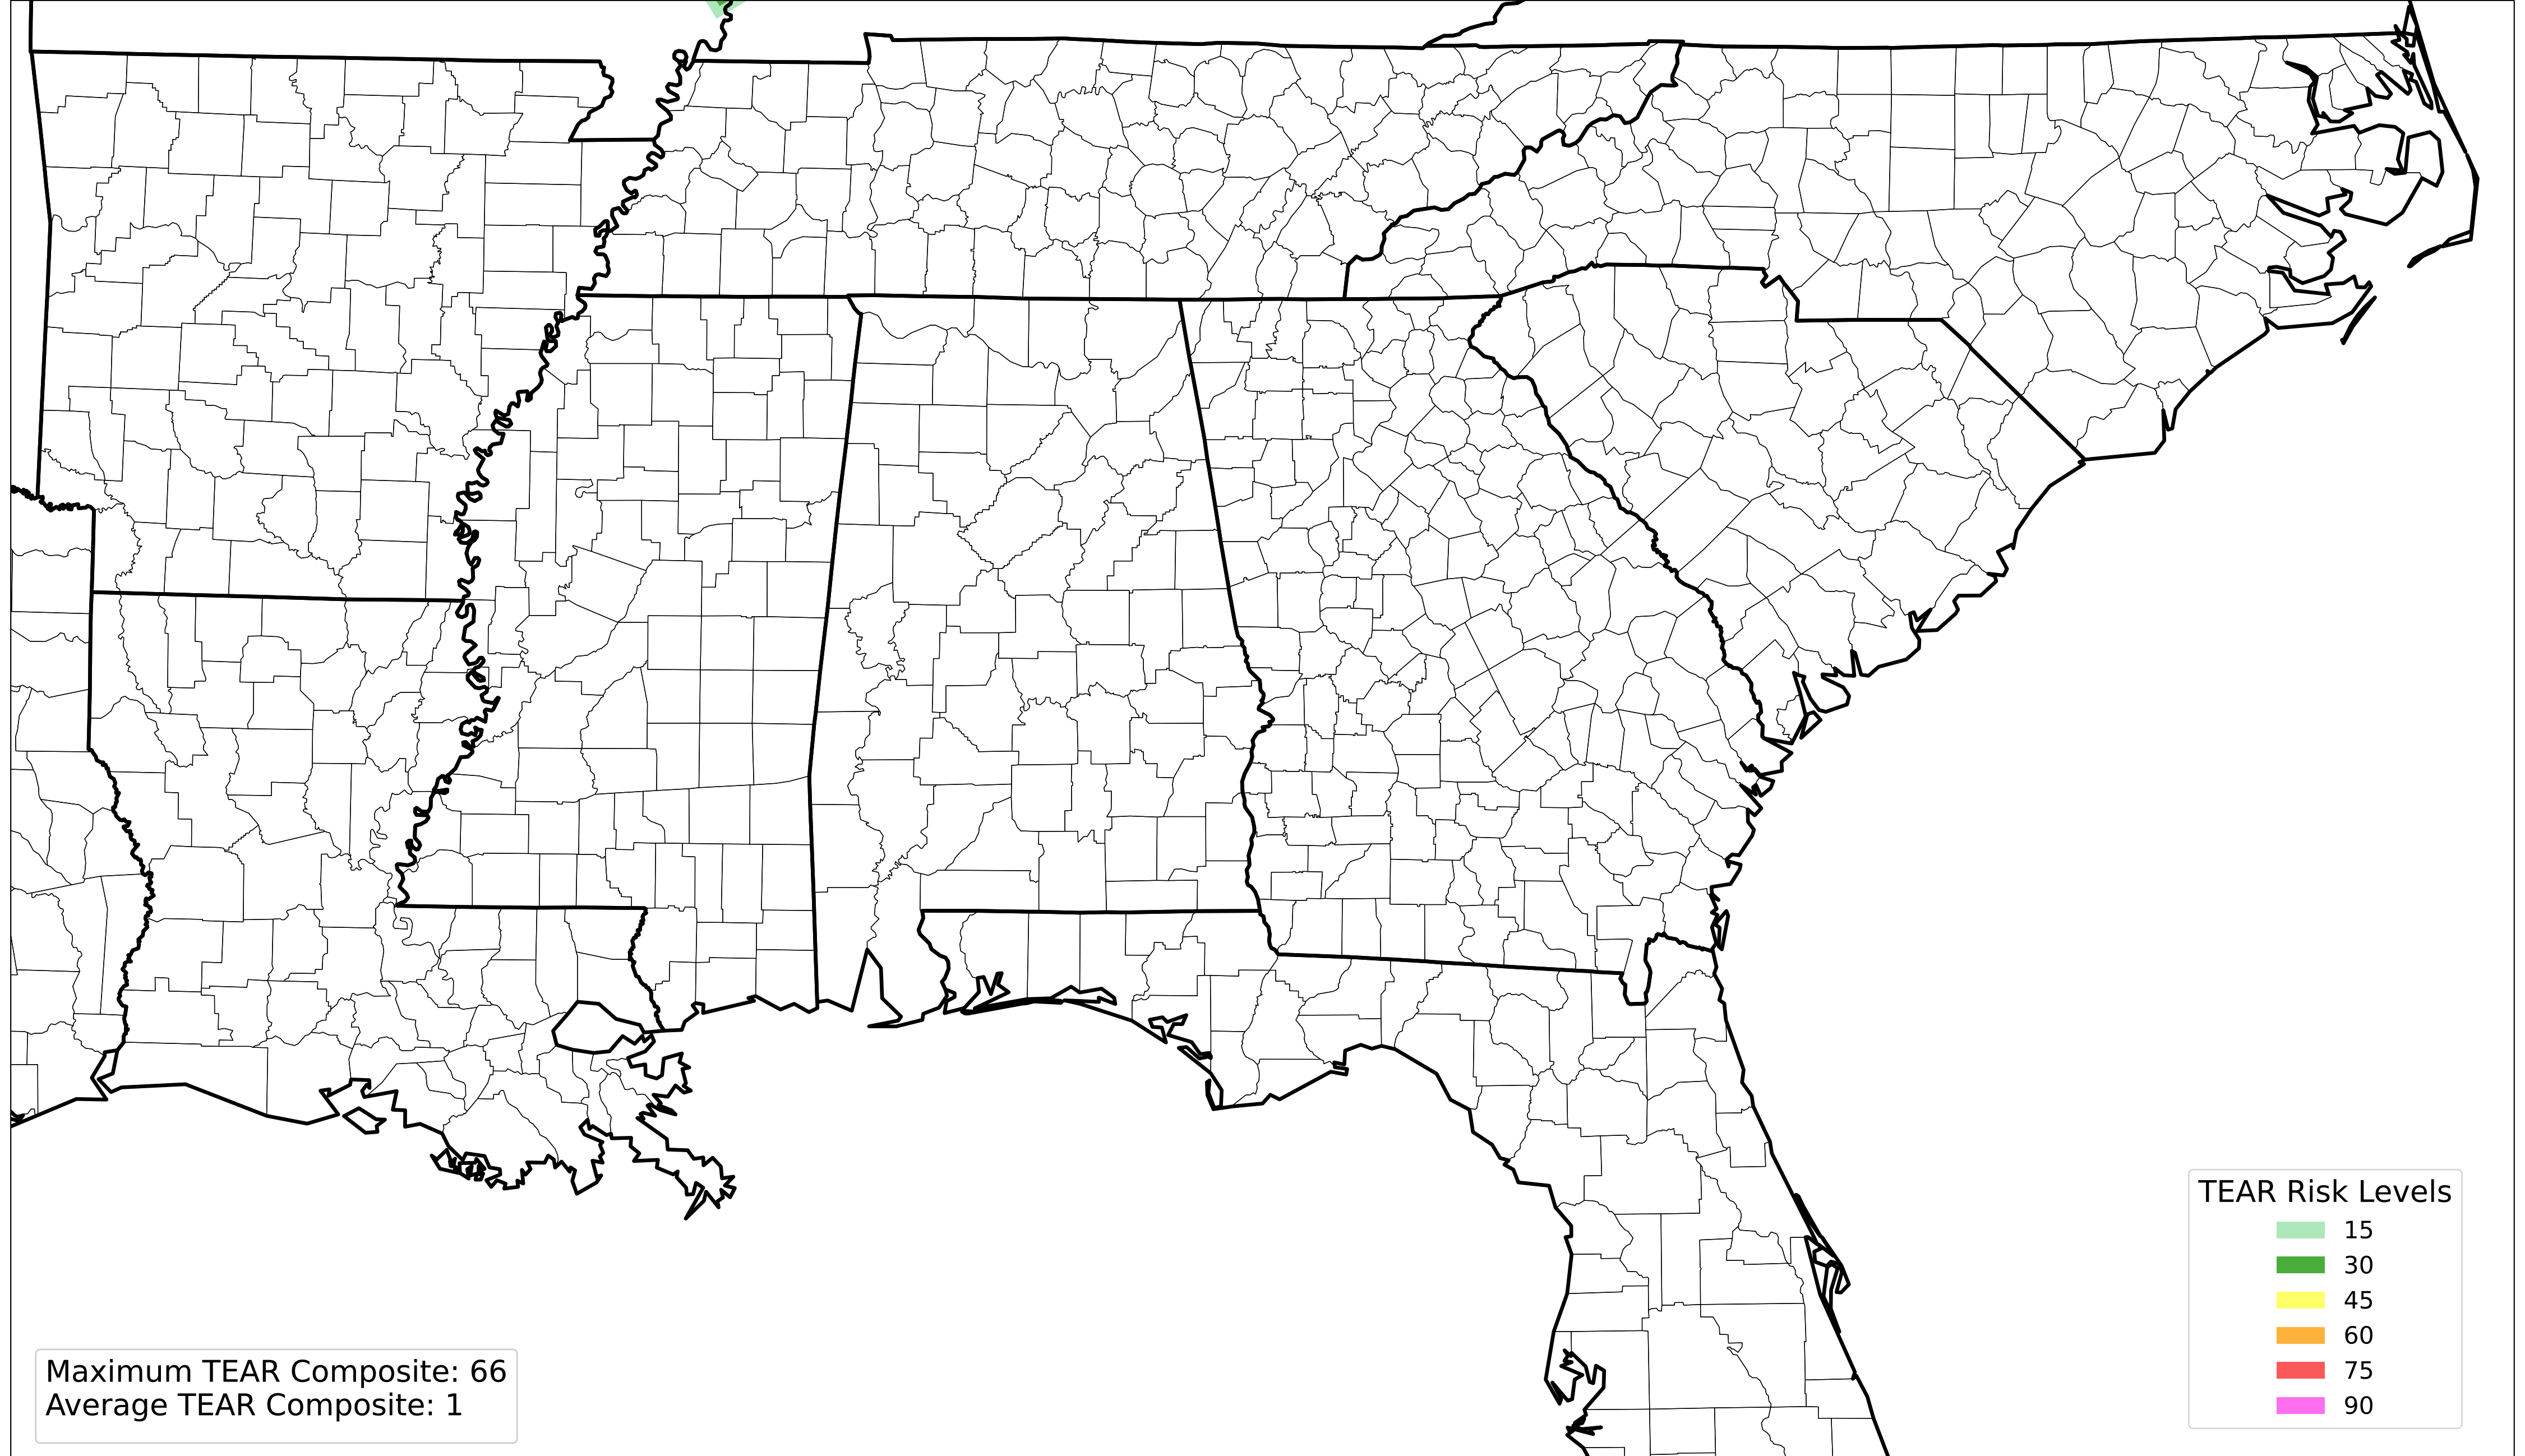 TEAR Risk Levels
15
30
45
60
75
90
Maximum TEAR Composite: 66
Average TEAR Composite: 1